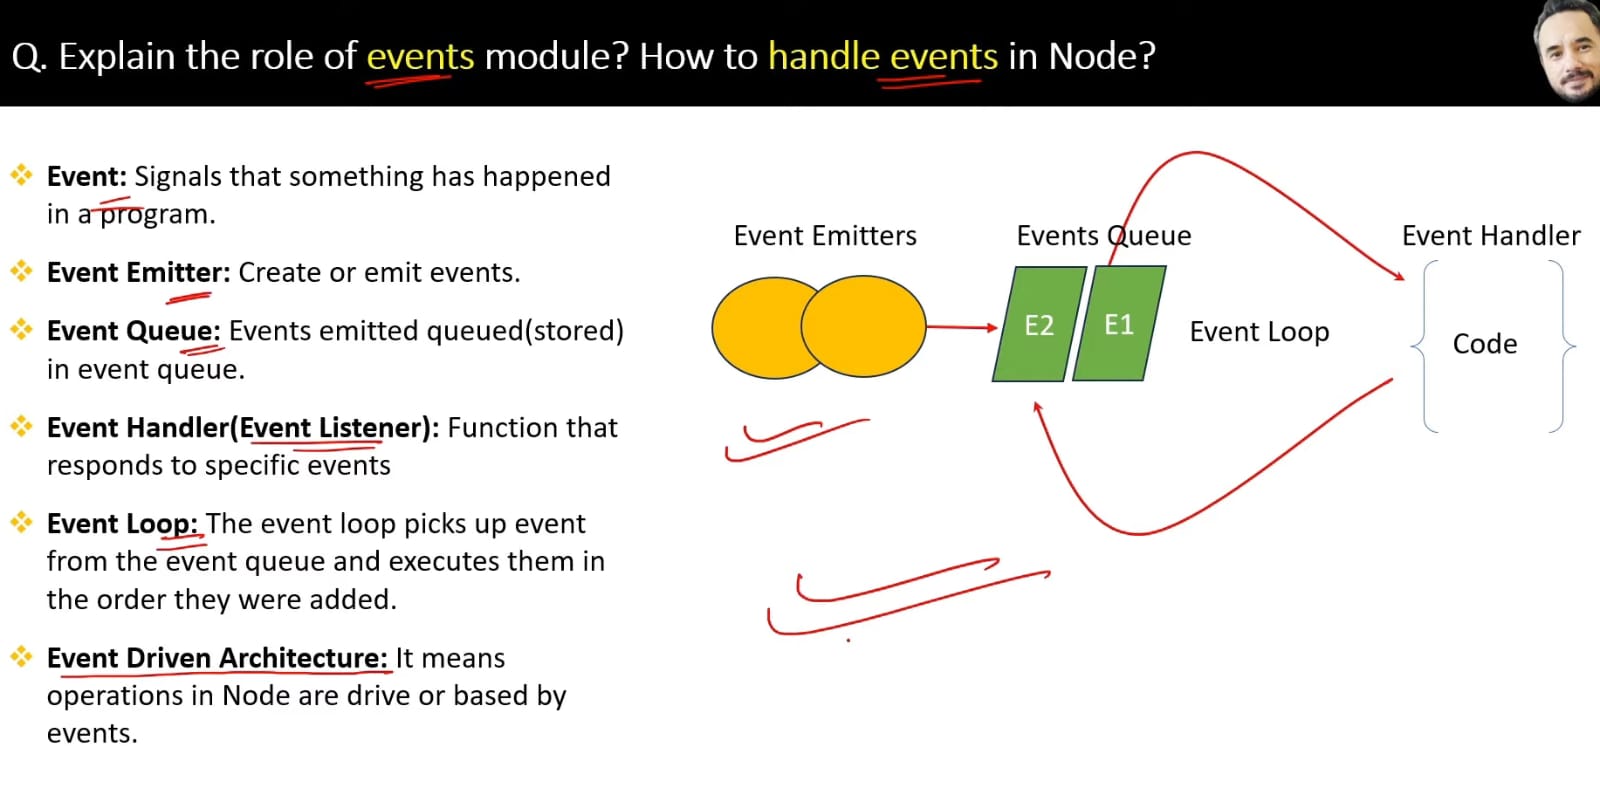 Q. Explain the role of events module? How to handle events in Node?
Event: Signals that something has happened
in a program.
Event Emitter: Create or emit events.
Event Queue: Events emitted queued(stored)
in event queue.
Event Handler(Event Listener): Function that
responds to specific events
Event Loop: The event loop picks up event
from the event queue and executes them in
the order they were added.
Event Driven Architecture: It means
operations in Node are drive or based by
events.
Event Emitters
Events Queue
Event Handler
E2
E1
Event Loop
Code